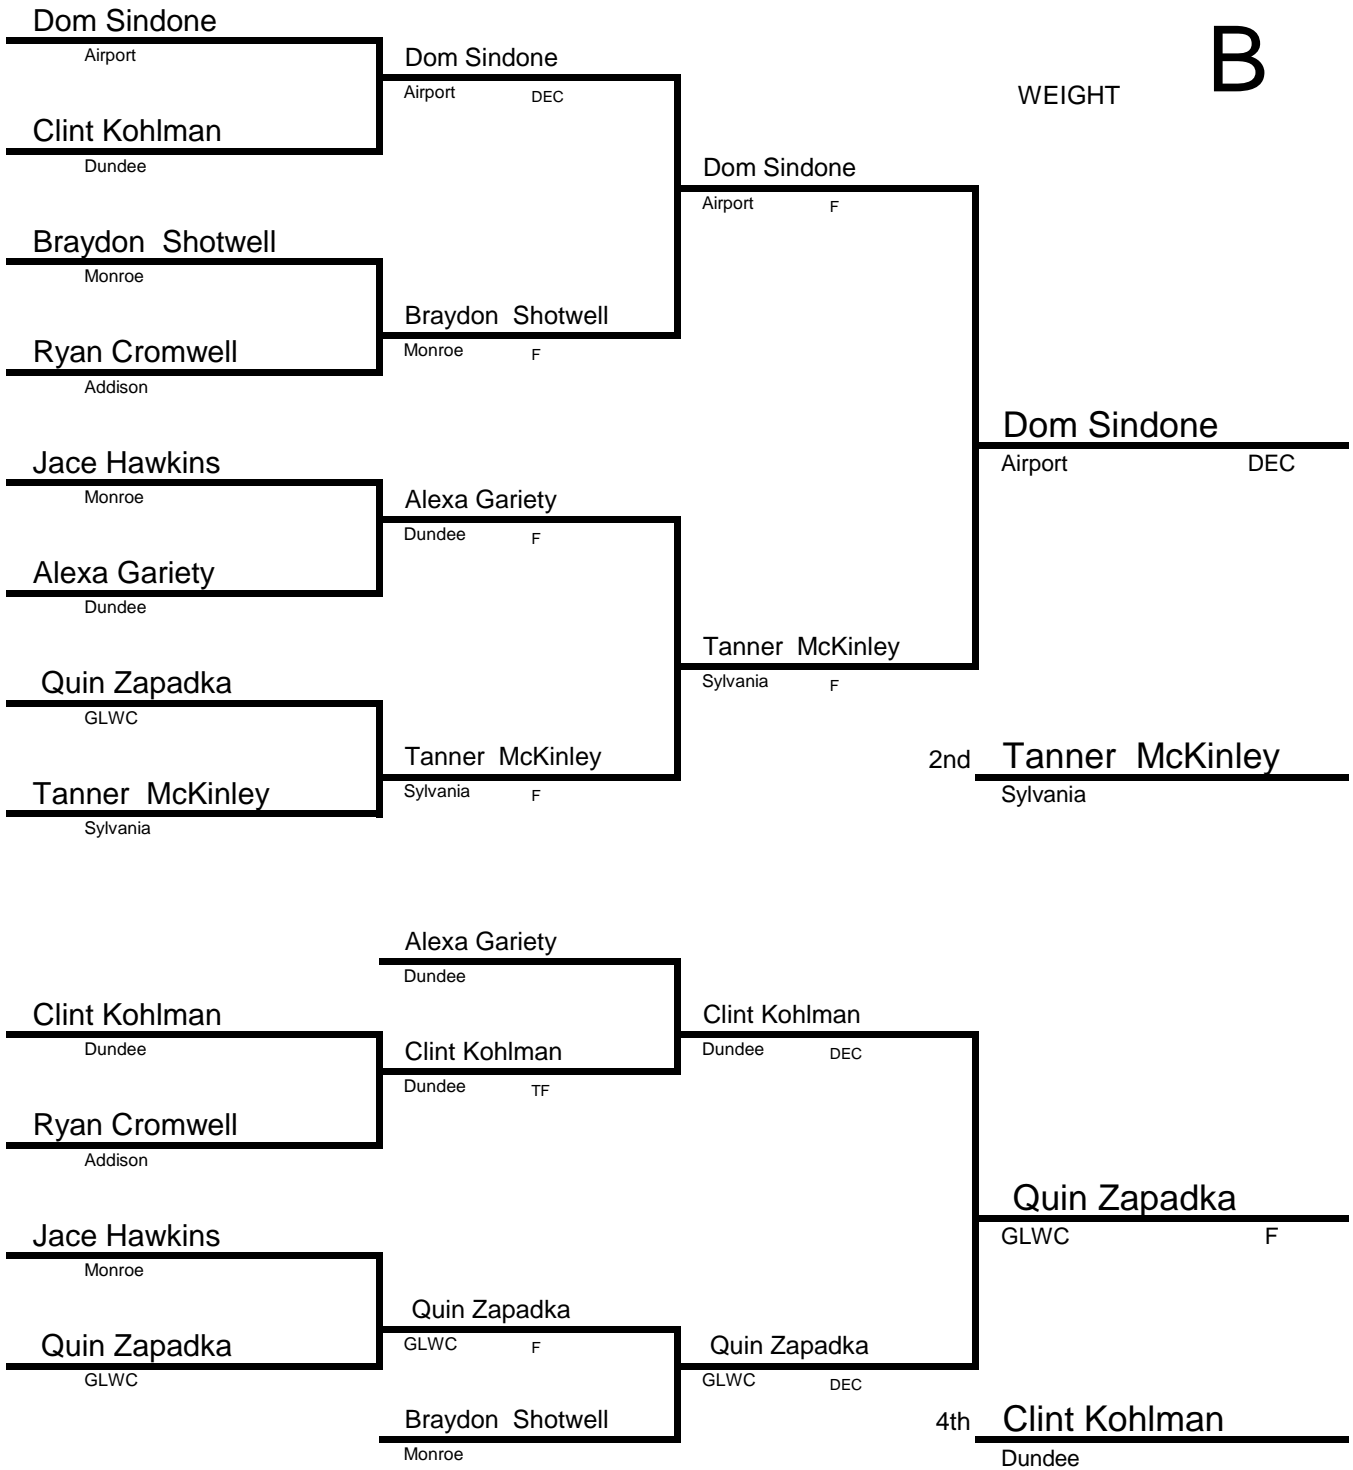 Dom Sindone
Airport
Clint Kohlman
Dundee
Braydon Shotwell
Monroe
Ryan Cromwell
Addison
Jace Hawkins
Monroe
Alexa Gariety
Dundee
Quin Zapadka
GLWC
Tanner McKinley
Sylvania
Dom Sindone
Airport DEC
Braydon Shotwell
Monroe F
Alexa Gariety
Dundee F
Tanner McKinley
Sylvania F
Dom Sindone
Airport F
Tanner McKinley
Sylvania F
WEIGHT B
Dom Sindone
Airport DEC
2nd Tanner McKinley
Sylvania
Clint Kohlman
Dundee
Ryan Cromwell
Addison
Jace Hawkins
Monroe
Quin Zapadka
GLWC
Alexa Gariety
Dundee
Clint Kohlman
Dundee TF
Quin Zapadka
GLWC F
Braydon Shotwell
Monroe
Clint Kohlman
Dundee DEC
Quin Zapadka
GLWC DEC
Quin Zapadka
GLWC F
4th Clint Kohlman
Dundee